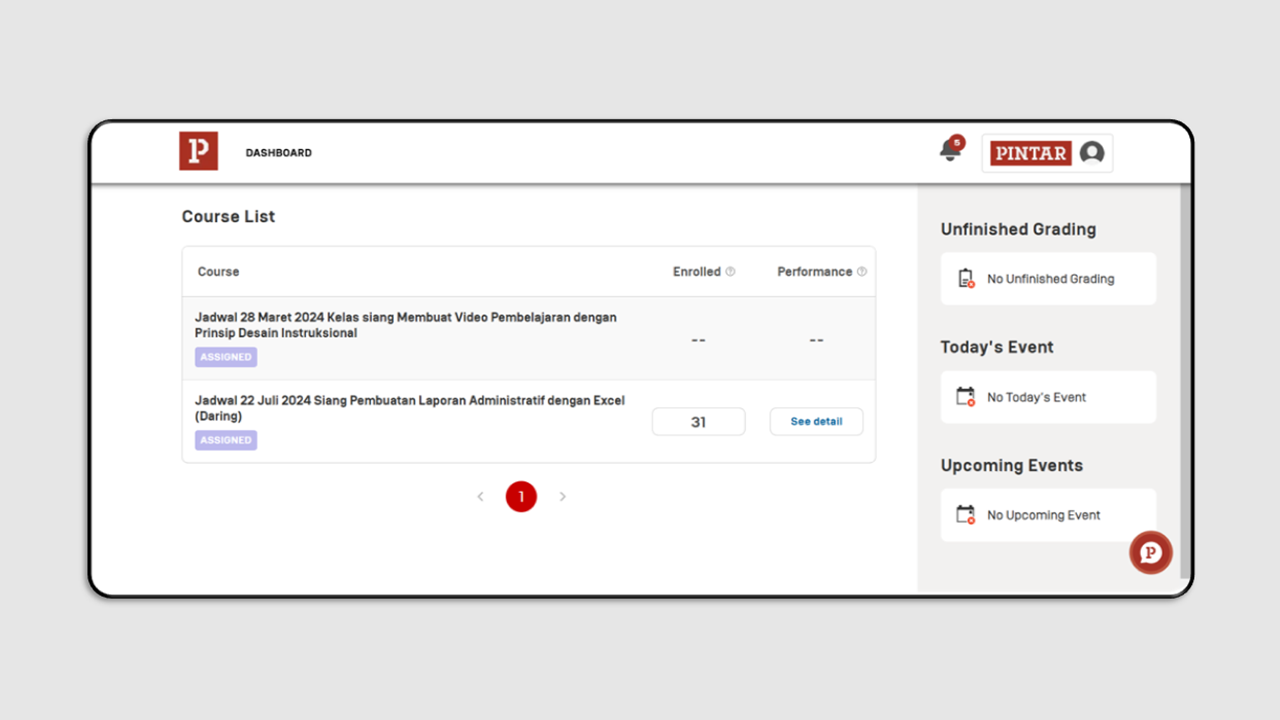 P
DASHBOARD
5
PINTAR
Course List
Course
Enrolled
Performance
Jadwal 28 Maret 2024 Kelas siang Membuat Video Pembelajaran dengan
Prinsip Desain Instruksional
--
--
ASSIGNED
Jadwal 22 Juli 2024 Siang Pembuatan Laporan Administratif dengan Excel
(Daring)
31
See detail
ASSIGNED
1
Unfinished Grading
No Unfinished Grading
Today's Event
No Today's Event
Upcoming Events
No Upcoming Event
P